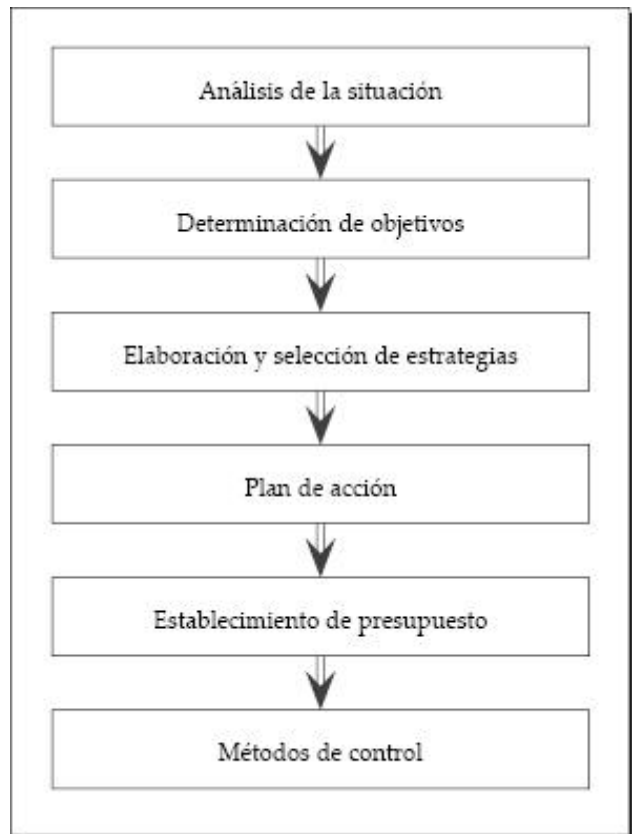 Análisis de la situación
Determinación de objetivos
Elaboración y selección de estrategias
Plan de acción
Establecimiento de presupuesto
Métodos de control